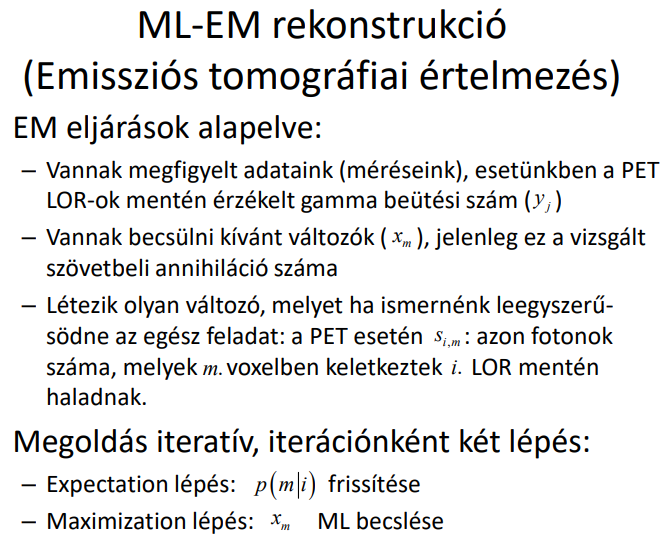 ML-EM rekonstrukció
(Emissziós tomográfiai értelmezés)
EM eljárások alapelve:
– Vannak megfigyelt adataink (méréseink), esetünkben a PET
LOR-ok mentén érzékelt gamma beütési szám (y_j)
– Vannak becsülni kívánt változók ( x_m ), jelenleg ez a vizsgált
szövetbeli annihiláció száma
– Létezik olyan változó, melyet ha ismernénk leegyszerű-
södne az egész feladat: a PET esetén s_{i,m} : azon fotonok
száma, melyek m. voxelben keletkeztek i. LOR mentén
haladnak.
Megoldás iteratív, iterációnként két lépés:
– Expectation lépés: p(m|i) frissítése
– Maximization lépés: x_m ML becslése